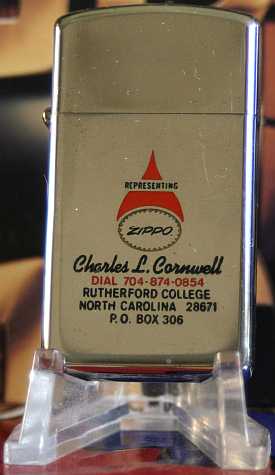 REPRESENTING
ZIPPO
Charles L. Cornwell
DIAL 704-874-0854
RUTHERFORD COLLEGE
NORTH CAROLINA 28671
P.O. BOX 306